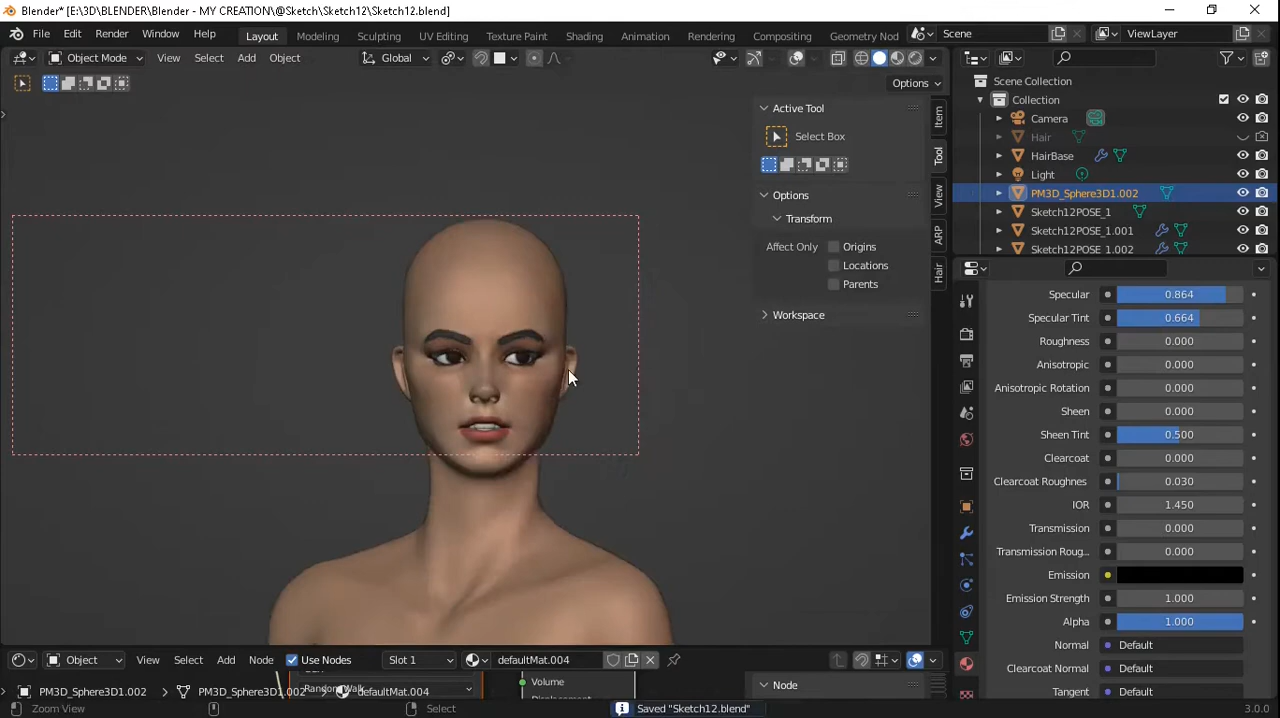 Blender* [E:\3D\BLENDER\Blender - MY CREATION\@Sketch\Sketch12\Sketch12.blend]
File Edit Render Window Help Layout Modeling Sculpting UV Editing Texture Paint Shading Animation Rendering Compositing Geometry Nod Scene ViewLayer
Object Mode View Select Add Object Global
Options
Active Tool
Select Box
Options
Transform
Affect Only Origins
Locations
Parents
Workspace
Item
Tool
View
ARP
Hair
Scene Collection
Collection
Camera
Hair
HairBase
Light
PM3D_Sphere3D1.002
Sketch12POSE_1
Sketch12POSE_1.001
Sketch12POSE_1.002
Specular 0.864
Specular Tint 0.664
Roughness 0.000
Anisotropic 0.000
Anisotropic Rotation 0.000
Sheen 0.000
Sheen Tint 0.500
Clearcoat 0.000
Clearcoat Roughnes 0.030
IOR 1.450
Transmission 0.000
Transmission Roug... 0.000
Emission
Emission Strength 1.000
Alpha 1.000
Normal Default
Clearcoat Normal Default
Tangent Default
Object View Select Add Node Use Nodes Slot 1 defaultMat.004
PM3D_Sphere3D1.002 PM3D_Sphere3D1.002 defaultMat.004
Random Walk
Volume
Node
Zoom View Select Saved "Sketch12.blend" 3.0.0